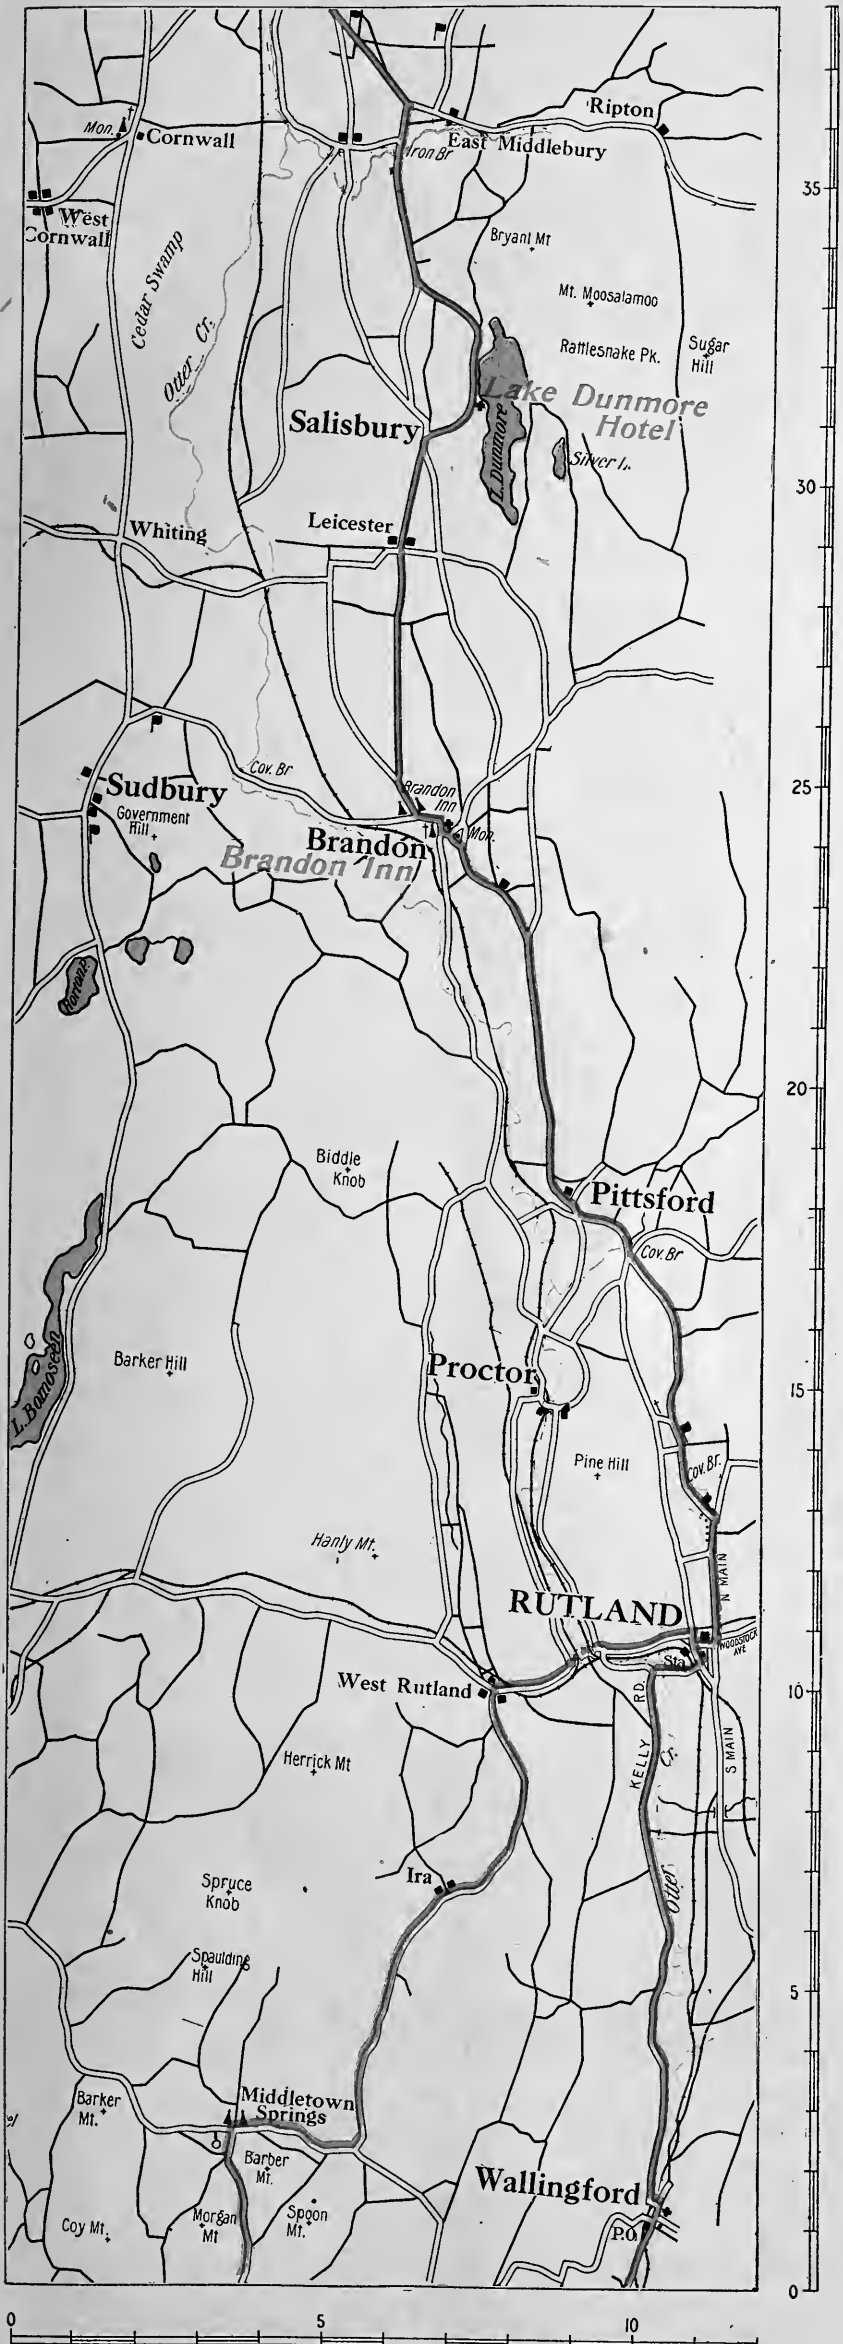 Ripton
Mon.
Cornwall
Iron Br
East Middlebury
35
West
Cornwall
Bryant Mt
Cedar Swamp
Mt. Moosalamoo
Otter Cr.
Rattlesnake Pk.
Sugar
Hill
Lake Dunmore
Hotel
Salisbury
L. Dunmore
Silver L.
30
Leicester
Whiting
Cov. Br
Brandon
Inn
25
Sudbury
Government
Hill
Brandon
Mon.
Brandon Inn
Horton P.
20
Biddle
Knob
Pittsford
Cov. Br
L. Bomoseen
Barker Hill
Proctor
15
Pine Hill
Cov. Br.
Hanly Mt.
N MAIN
RUTLAND
WOODSTOCK
AVE
Sta
West Rutland
RD.
10
KELLY
Cr.
S MAIN
Herrick Mt
Ira
Spruce
Knob
Otter
Spaulding
Hill
5
Middletown
Springs
Barker
Mt.
Barber
Mt.
Wallingford
Coy Mt.
Morgan
Mt
Spoon
Mt.
P.O.
0
0
5
10